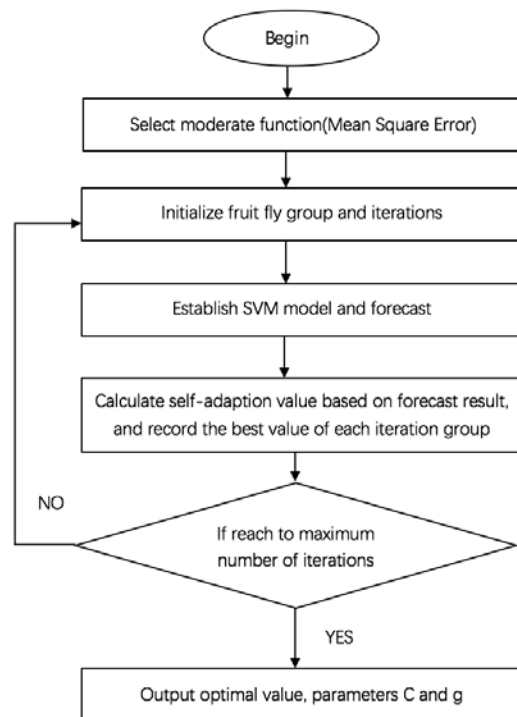 Begin
Select moderate function(Mean Square Error)
Initialize fruit fly group and iterations
Establish SVM model and forecast
Calculate self-adaption value based on forecast result,
and record the best value of each iteration group
NO
If reach to maximum
number of iterations
YES
Output optimal value, parameters C and g